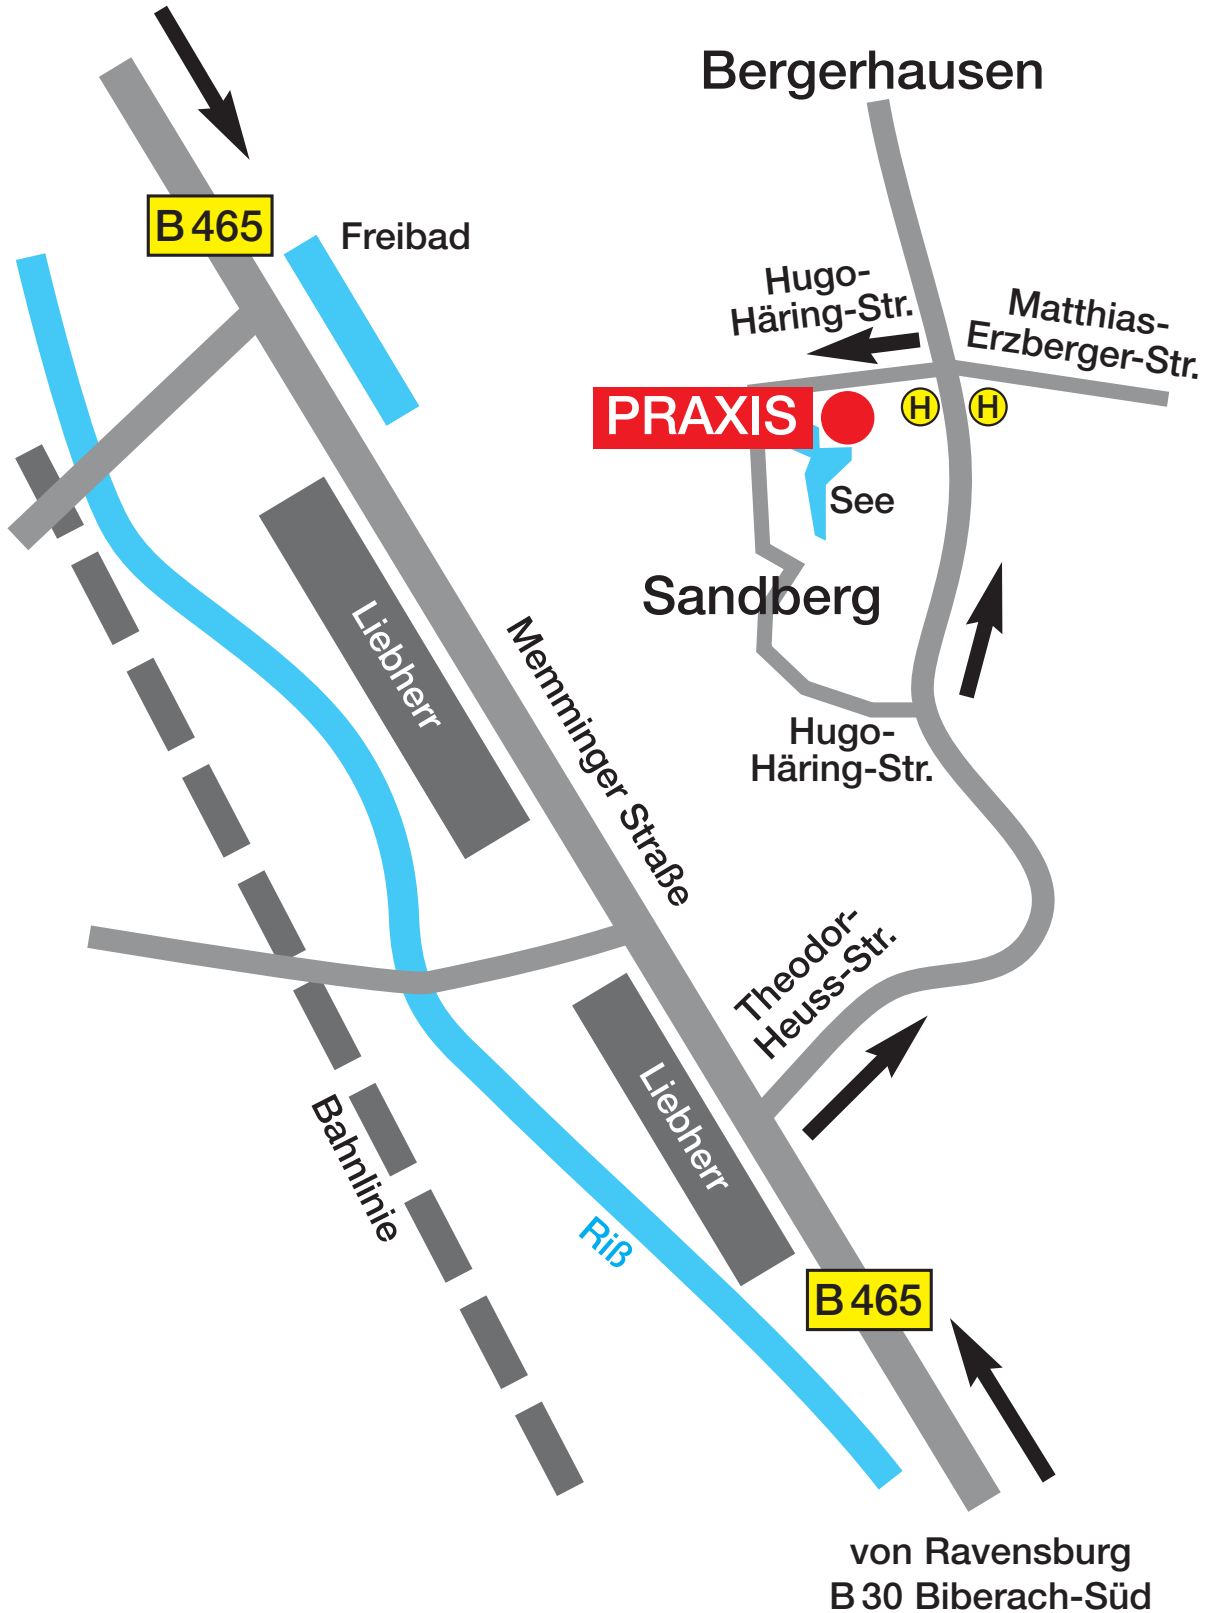 Bergerhausen
B 465
Freibad
Hugo-
Häring-Str.
Matthias-
Erzberger-Str.
PRAXIS
H
H
See
Sandberg
Liebherr
Memminger Straße
Hugo-
Häring-Str.
Theodor-
Heuss-Str.
Liebherr
Bahnlinie
Riß
B 465
von Ravensburg
B 30 Biberach-Süd